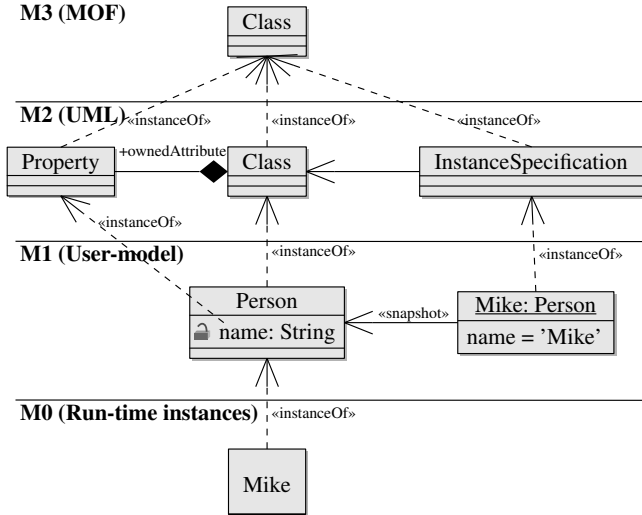 M3 (MOF)
Class
M2 (UML)
«instanceOf»
«instanceOf»
«instanceOf»
Property
+ownedAttribute
Class
InstanceSpecification
«instanceOf»
M1 (User-model)
«instanceOf»
«instanceOf»
Person
name: String
«snapshot»
Mike: Person
name = 'Mike'
M0 (Run-time instances)
«instanceOf»
Mike